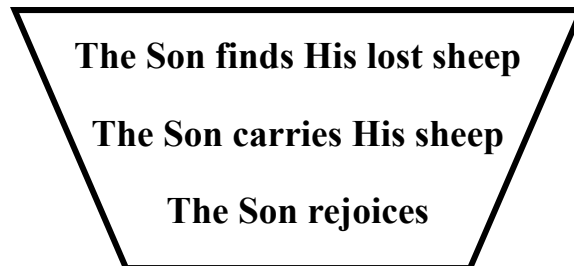 The Son finds His lost sheep
The Son carries His sheep
The Son rejoices